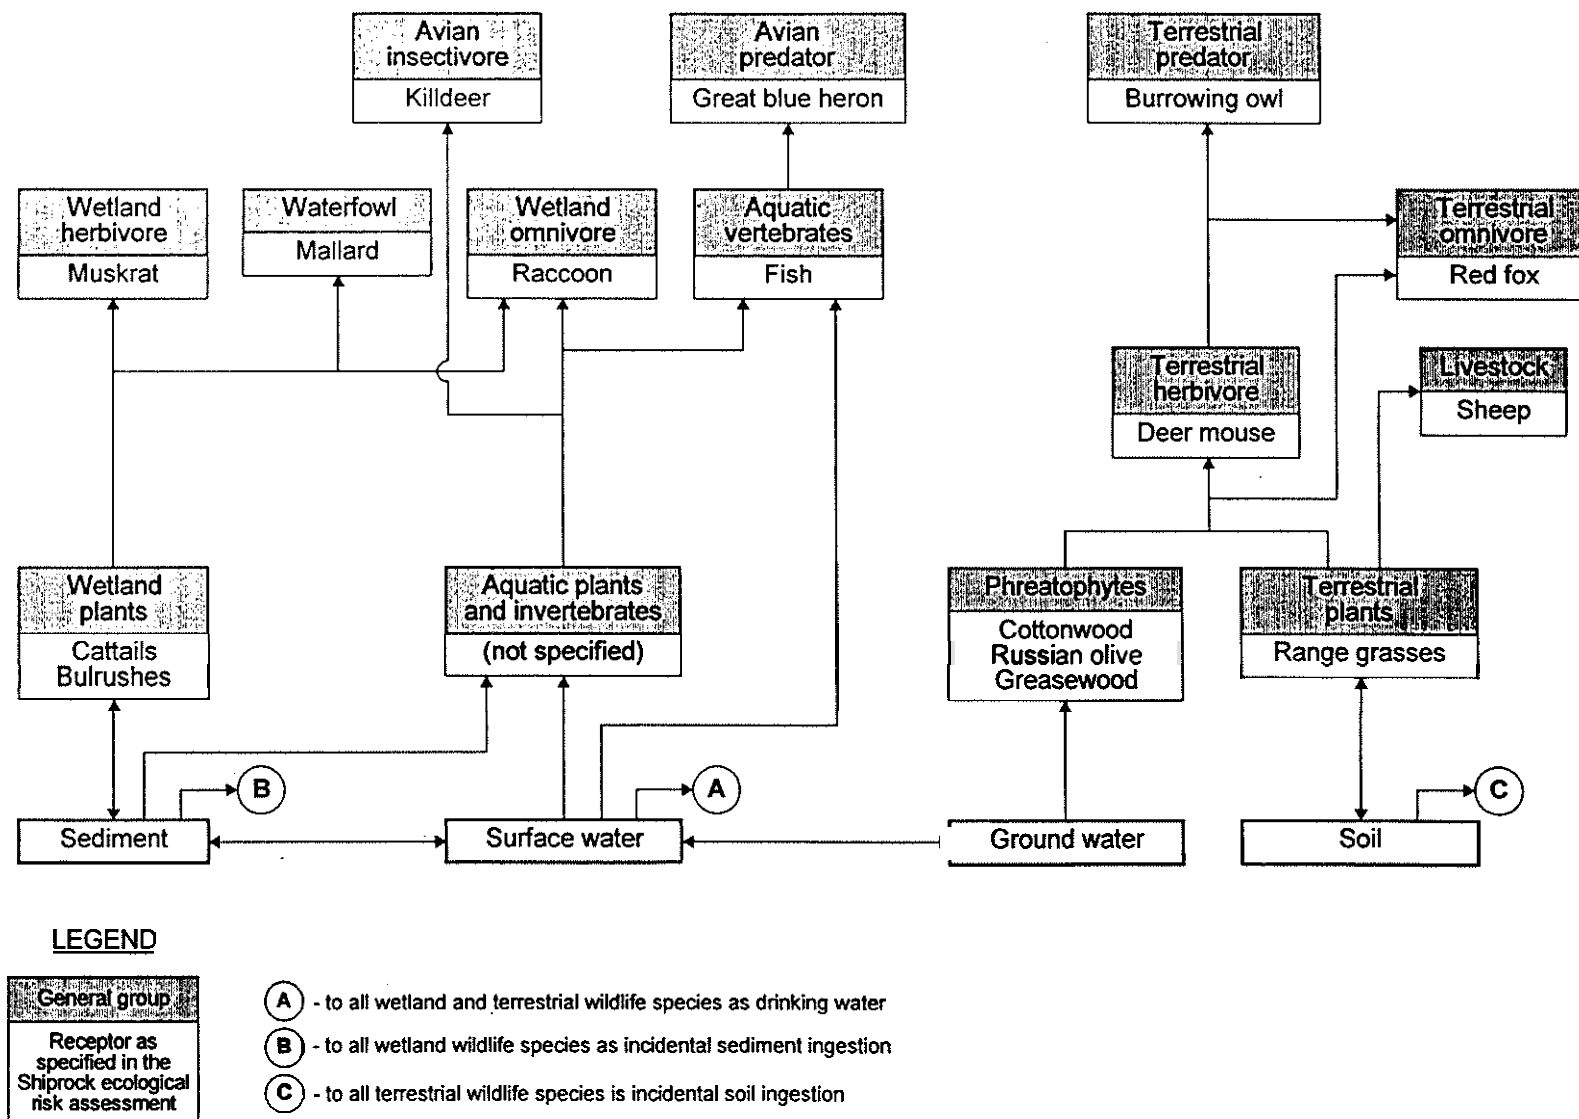 Avian
insectivore
Killdeer
Avian
predator
Great blue heron
Terrestrial
predator
Burrowing owl
Wetland
herbivore
Muskrat
Waterfowl
Mallard
Wetland
omnivore
Raccoon
Aquatic
vertebrates
Fish
Terrestrial
omnivore
Red fox
Terrestrial
herbivore
Deer mouse
Livestock
Sheep
Wetland
plants
Cattails
Bulrushes
Aquatic plants
and invertebrates
(not specified)
Phreatophytes
Cottonwood
Russian olive
Greasewood
Terrestrial
plants
Range grasses
B
A
C
Sediment
Surface water
Ground water
Soil
LEGEND
General group
Receptor as
specified in the
Shiprock ecological
risk assessment
A - to all wetland and terrestrial wildlife species as drinking water
B - to all wetland wildlife species as incidental sediment ingestion
C - to all terrestrial wildlife species is incidental soil ingestion